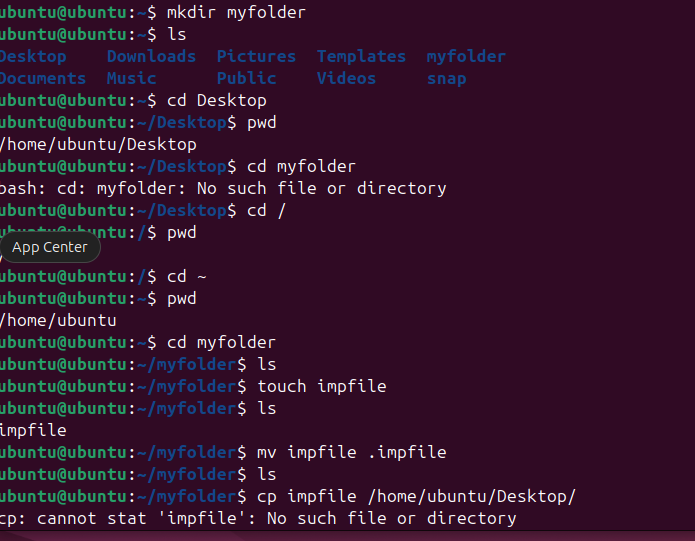 ubuntu@ubuntu:~$ mkdir myfolder
ubuntu@ubuntu:~$ ls
Desktop Downloads Pictures Templates myfolder
Documents Music Public Videos snap
ubuntu@ubuntu:~$ cd Desktop
ubuntu@ubuntu:~/Desktop$ pwd
/home/ubuntu/Desktop
ubuntu@ubuntu:~/Desktop$ cd myfolder
bash: cd: myfolder: No such file or directory
ubuntu@ubuntu:~/Desktop$ cd /
ubuntu@ubuntu:/$ pwd
App Center
ubuntu@ubuntu:/$ cd ~
ubuntu@ubuntu:~$ pwd
/home/ubuntu
ubuntu@ubuntu:~$ cd myfolder
ubuntu@ubuntu:~/myfolder$ ls
ubuntu@ubuntu:~/myfolder$ touch impfile
ubuntu@ubuntu:~/myfolder$ ls
impfile
ubuntu@ubuntu:~/myfolder$ mv impfile .impfile
ubuntu@ubuntu:~/myfolder$ ls
ubuntu@ubuntu:~/myfolder$ cp impfile /home/ubuntu/Desktop/
cp: cannot stat 'impfile': No such file or directory